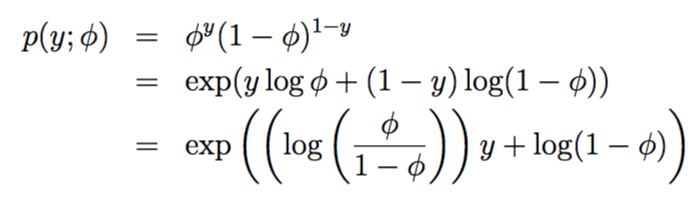 p(y; ϕ) = ϕ^y(1 − ϕ)^{1−y}
= exp(y log ϕ + (1 − y) log(1 − ϕ))
= exp((log(ϕ/(1 − ϕ))) y + log(1 − ϕ))